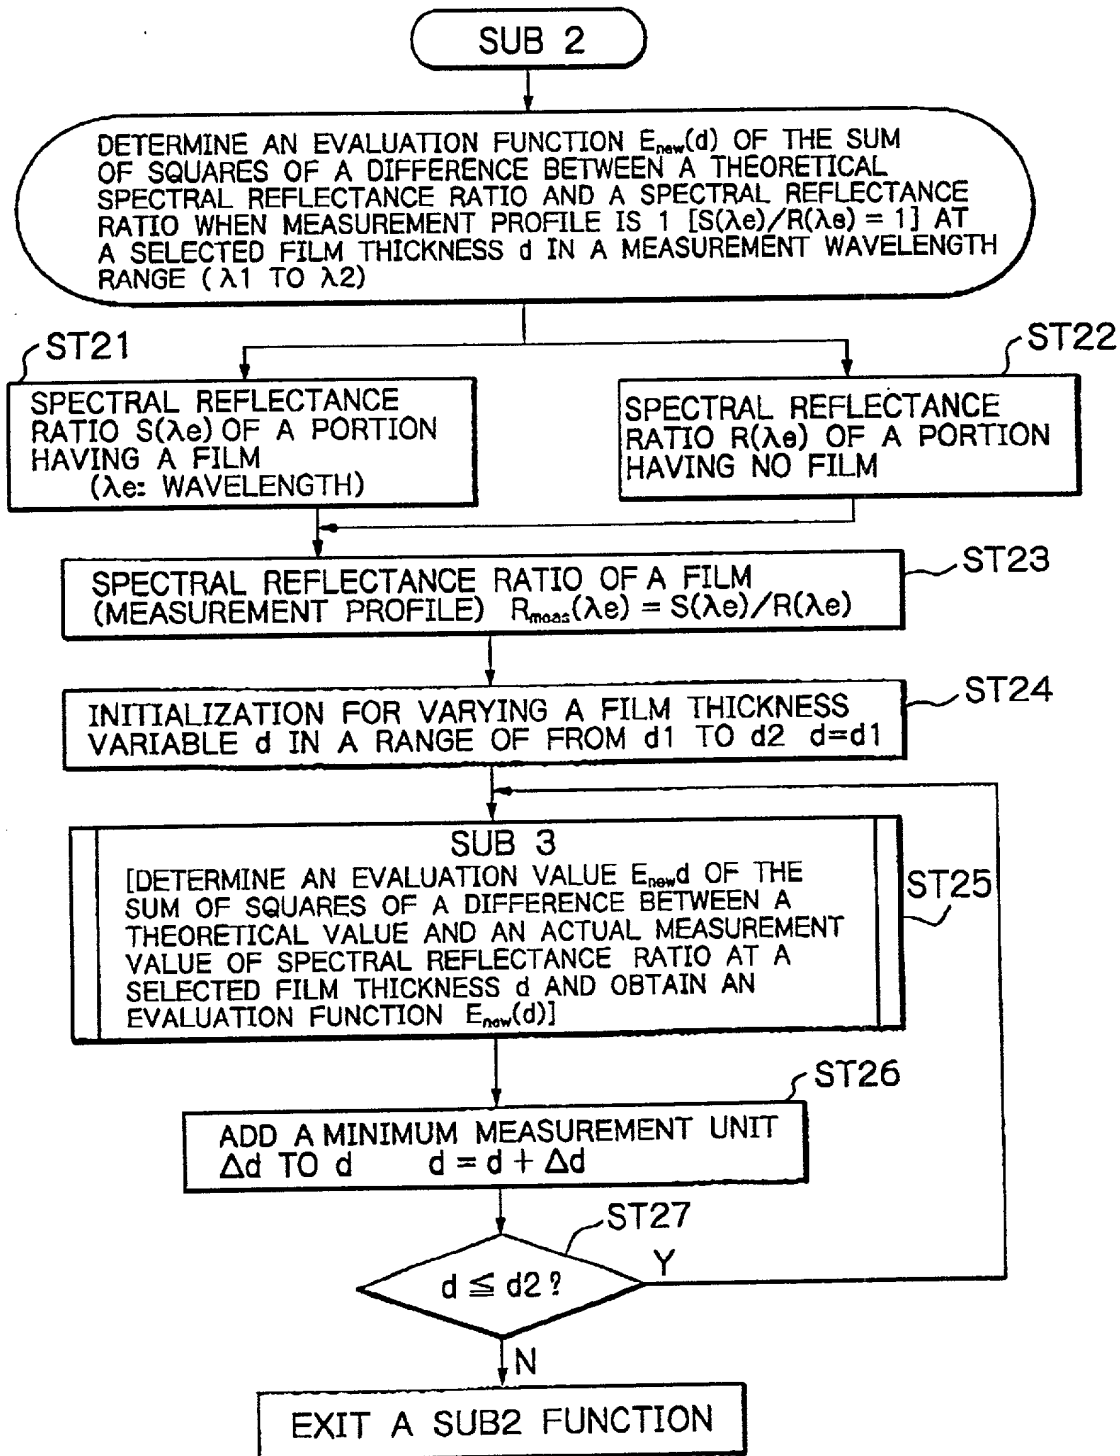 SUB 2
DETERMINE AN EVALUATION FUNCTION Enew(d) OF THE SUM
OF SQUARES OF A DIFFERENCE BETWEEN A THEORETICAL
SPECTRAL REFLECTANCE RATIO AND A SPECTRAL REFLECTANCE
RATIO WHEN MEASUREMENT PROFILE IS 1 [S(λe)/R(λe) = 1] AT
A SELECTED FILM THICKNESS d IN A MEASUREMENT WAVELENGTH
RANGE (λ1 TO λ2)
ST21
SPECTRAL REFLECTANCE
RATIO S(λe) OF A PORTION
HAVING A FILM
(λe: WAVELENGTH)
ST22
SPECTRAL REFLECTANCE
RATIO R(λe) OF A PORTION
HAVING NO FILM
ST23
SPECTRAL REFLECTANCE RATIO OF A FILM
(MEASUREMENT PROFILE) Rmeas(λe) = S(λe)/R(λe)
ST24
INITIALIZATION FOR VARYING A FILM THICKNESS
VARIABLE d IN A RANGE OF FROM d1 TO d2 d=d1
SUB 3
ST25
[DETERMINE AN EVALUATION VALUE Enewd OF THE
SUM OF SQUARES OF A DIFFERENCE BETWEEN A
THEORETICAL VALUE AND AN ACTUAL MEASUREMENT
VALUE OF SPECTRAL REFLECTANCE RATIO AT A
SELECTED FILM THICKNESS d AND OBTAIN AN
EVALUATION FUNCTION Enew(d)]
ST26
ADD A MINIMUM MEASUREMENT UNIT
Δd TO d d = d + Δd
ST27
d ≦ d2 ?
Y
N
EXIT A SUB2 FUNCTION